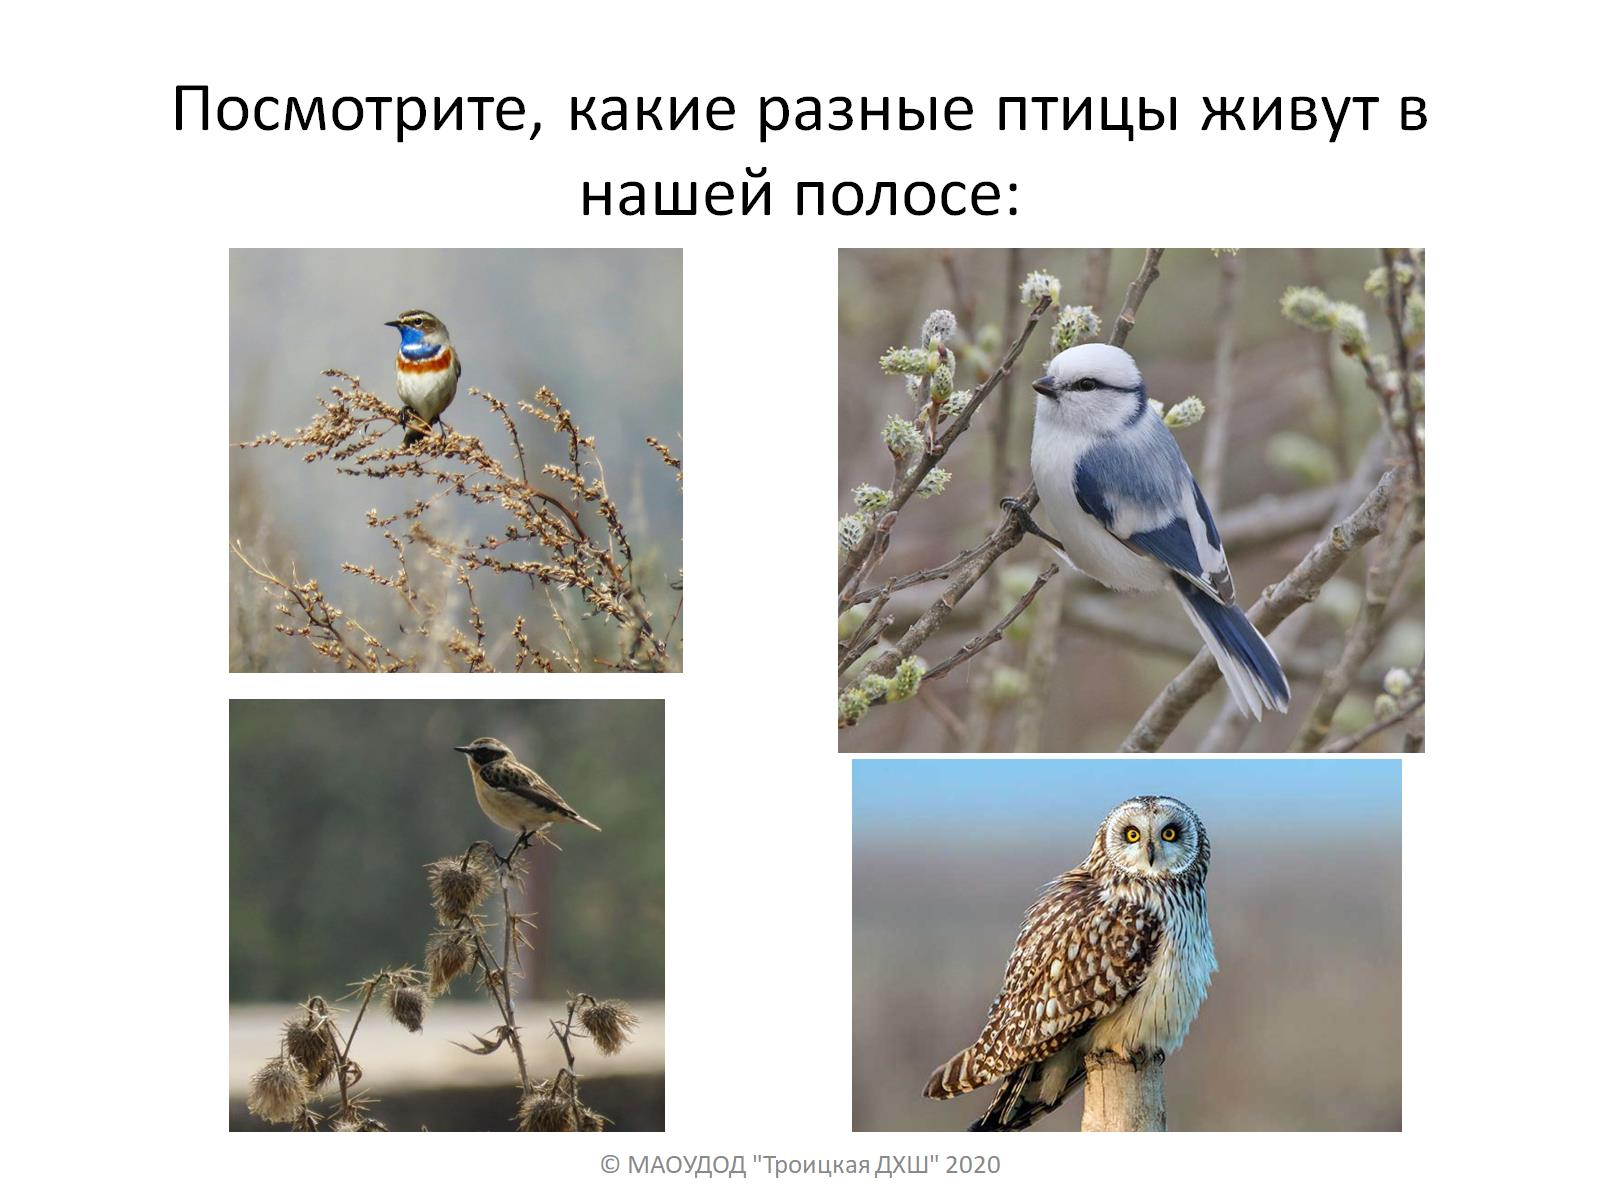 Посмотрите, какие разные птицы живут в
нашей полосе:
© МАОУДОД "Троицкая ДХШ" 2020